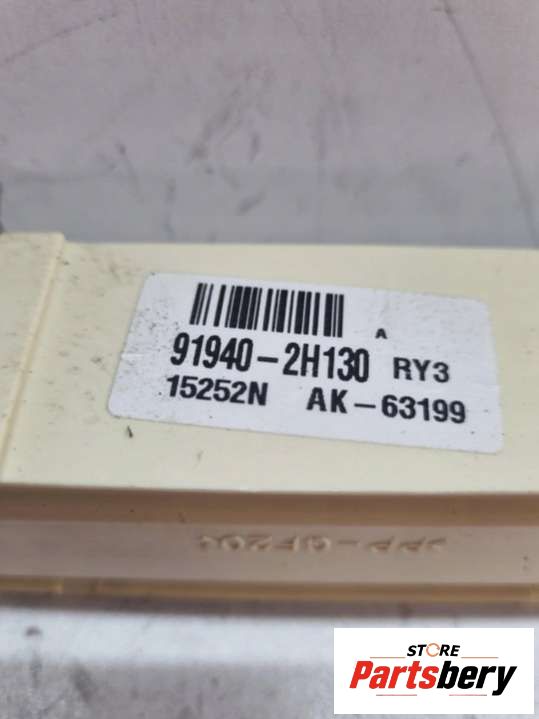 A
91940-2H130 RY3
15252N AK-63199
STORE
Partsbery